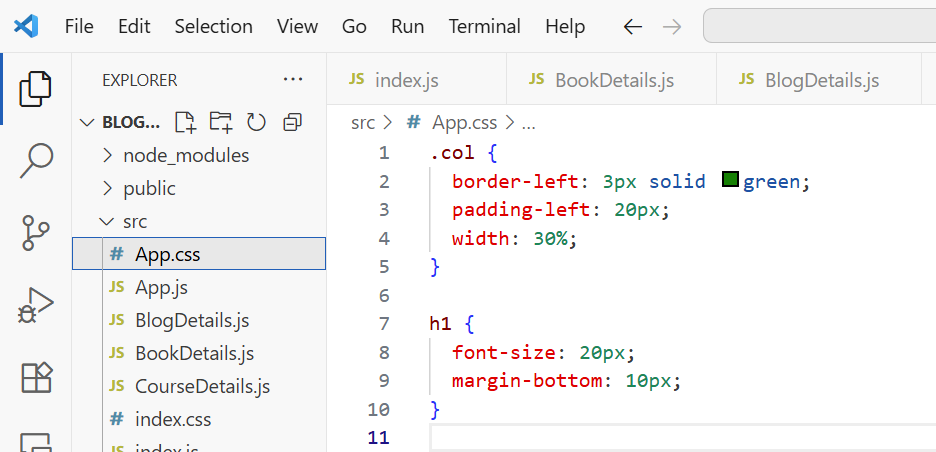 File Edit Selection View Go Run Terminal Help
EXPLORER
BLOG...
node_modules
public
src
# App.css
JS App.js
JS BlogDetails.js
JS BookDetails.js
JS CourseDetails.js
# index.css
JS index.js
JS index.js JS BookDetails.js JS BlogDetails.js
src > # App.css > ...
1 .col {
2 border-left: 3px solid green;
3 padding-left: 20px;
4 width: 30%;
5 }
6
7 h1 {
8 font-size: 20px;
9 margin-bottom: 10px;
10 }
11